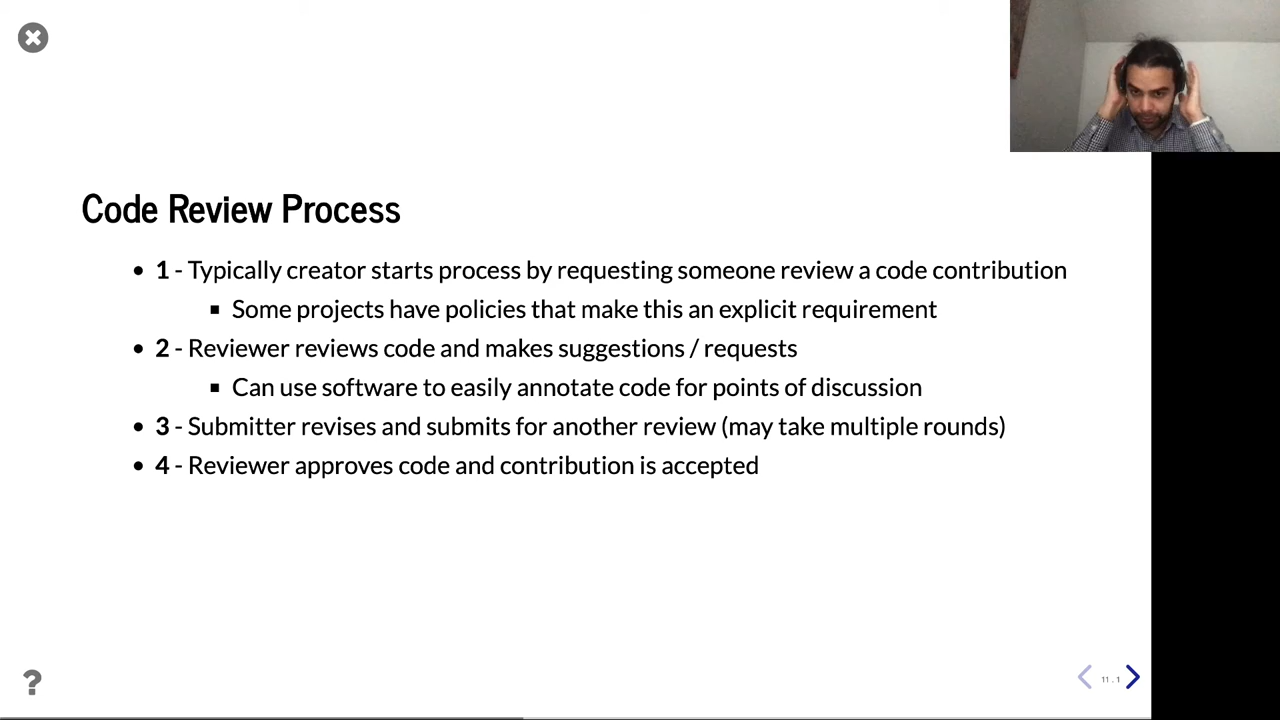 Code Review Process
• 1 - Typically creator starts process by requesting someone review a code contribution
▪ Some projects have policies that make this an explicit requirement
• 2 - Reviewer reviews code and makes suggestions / requests
▪ Can use software to easily annotate code for points of discussion
• 3 - Submitter revises and submits for another review (may take multiple rounds)
• 4 - Reviewer approves code and contribution is accepted
?
11 . 1